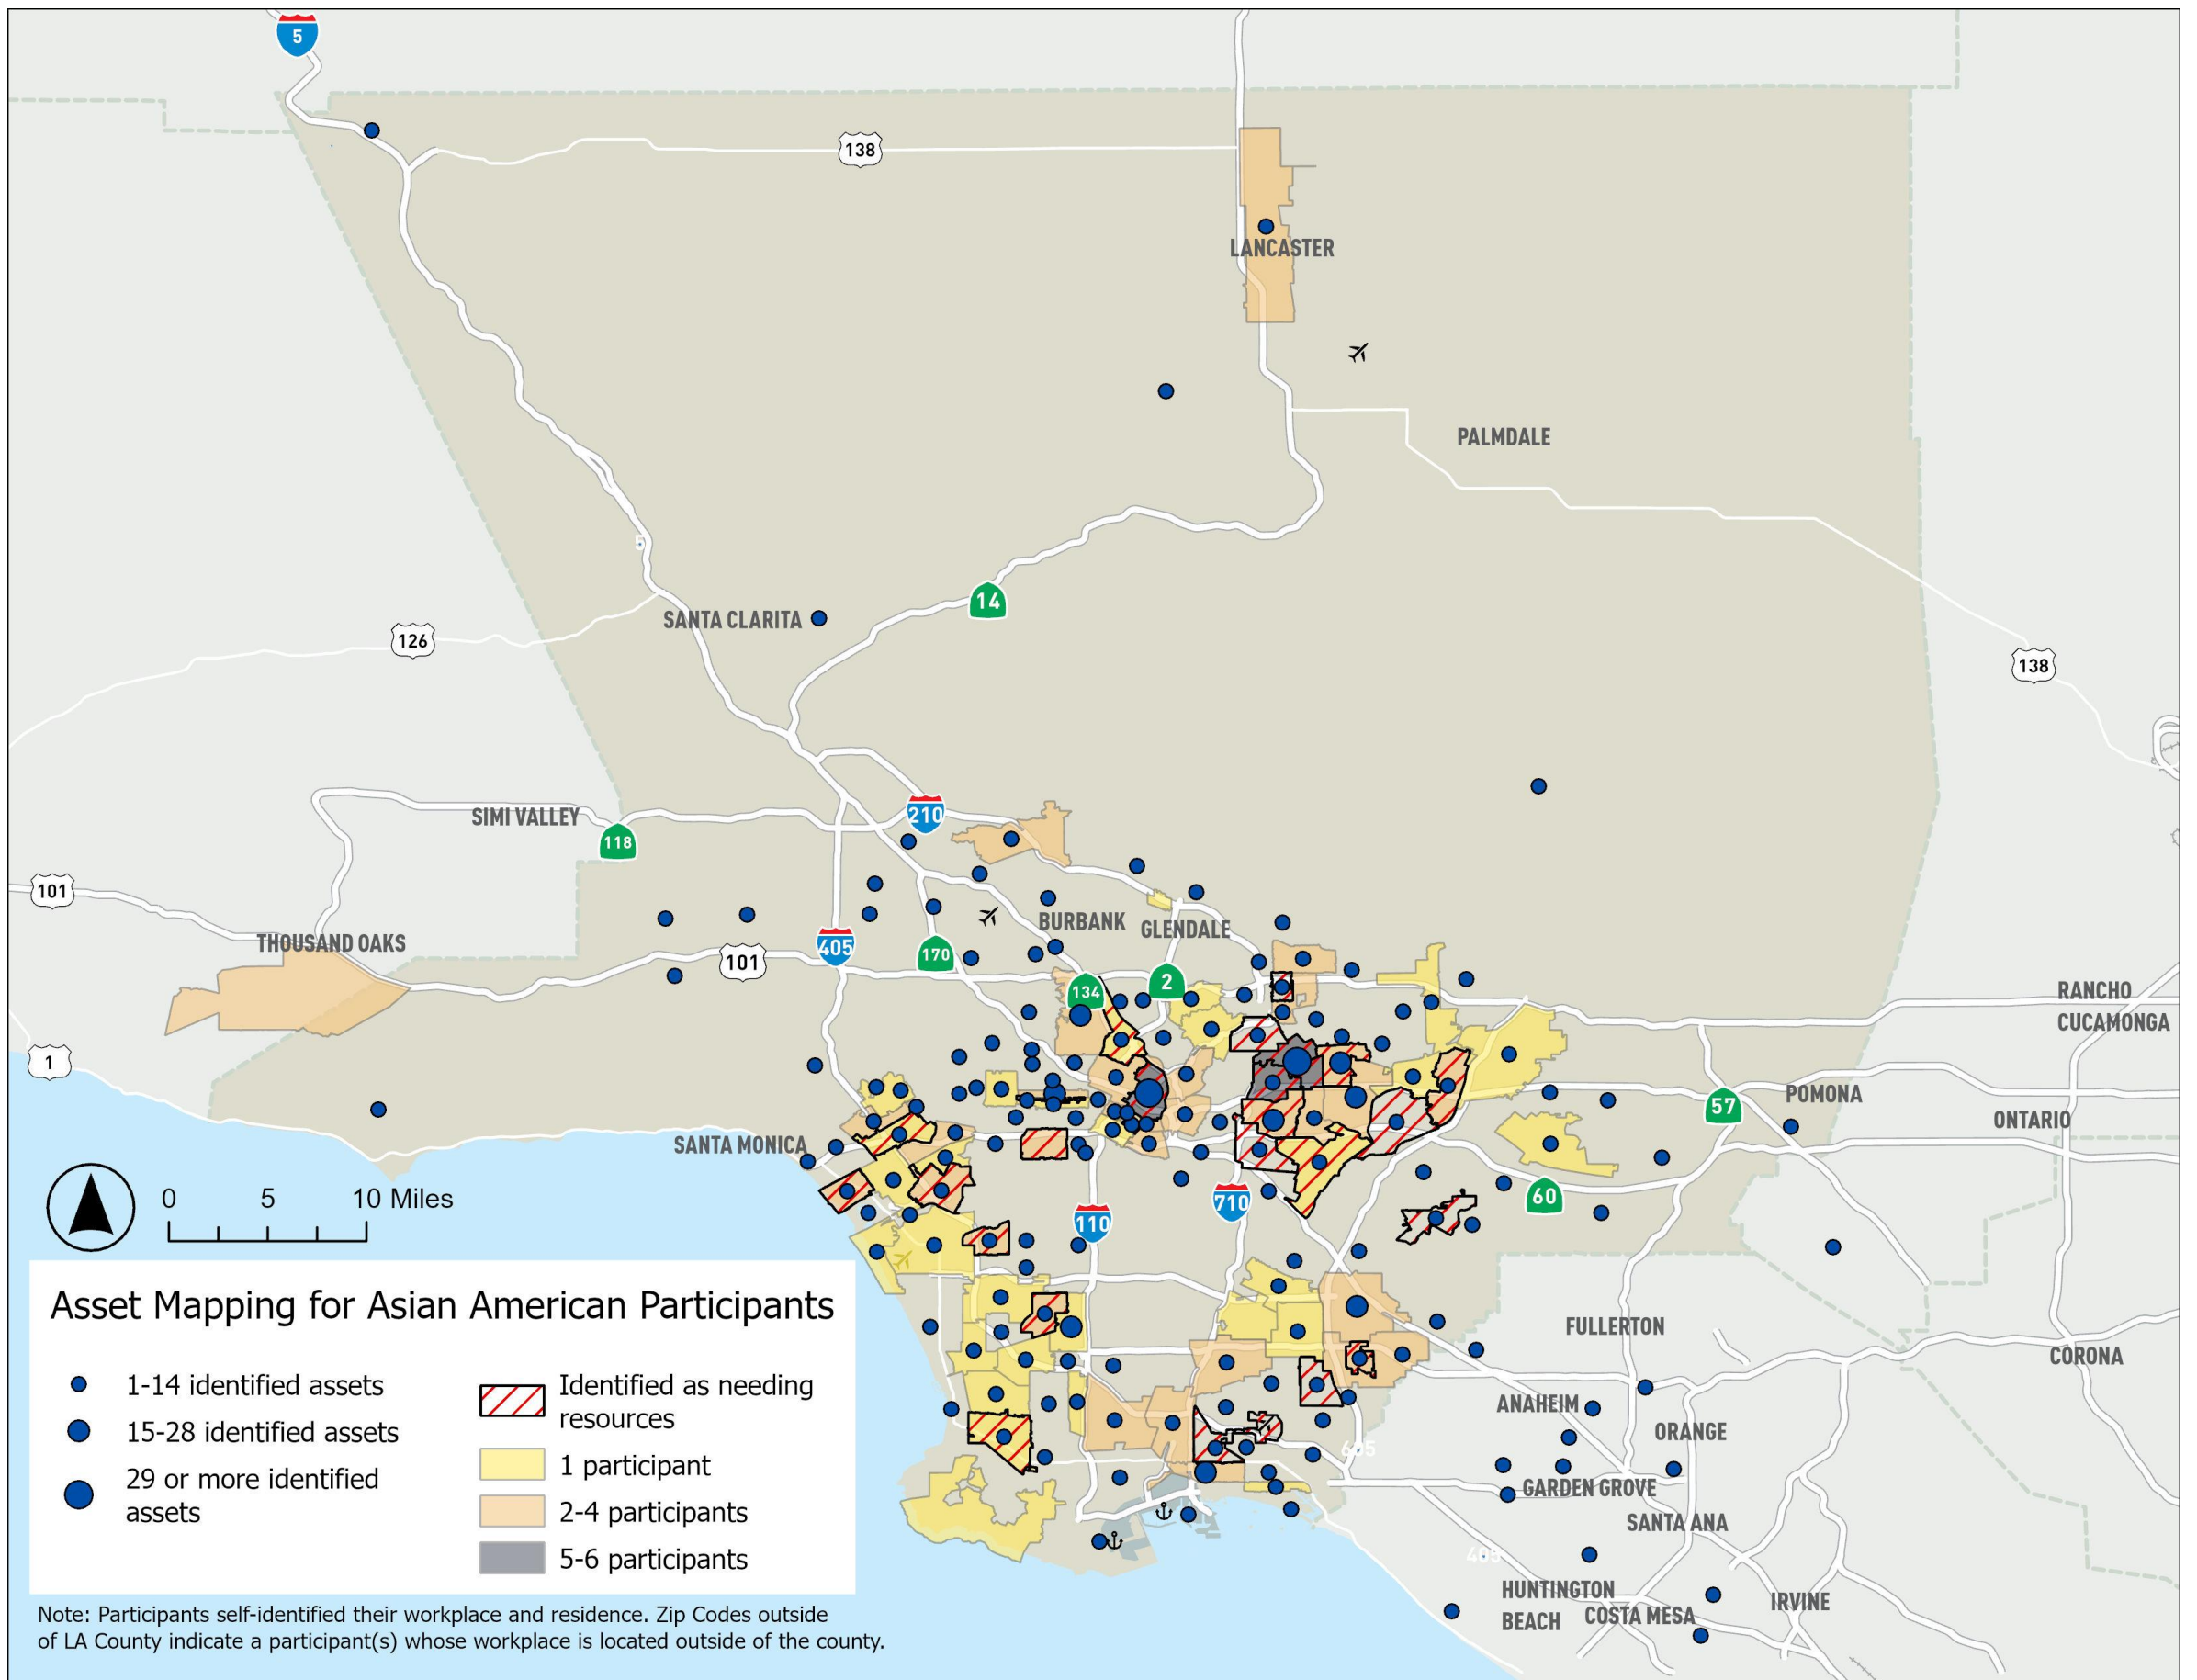 5
138
LANCASTER
PALMDALE
5
14
SANTA CLARITA
126
138
210
SIMI VALLEY
118
101
BURBANK
GLENDALE
THOUSAND OAKS
405
170
101
134
2
RANCHO
CUCAMONGA
1
57
POMONA
ONTARIO
SANTA MONICA
0 5 10 Miles
110
710
60
Asset Mapping for Asian American Participants
1-14 identified assets
15-28 identified assets
29 or more identified
assets
Identified as needing
resources
1 participant
2-4 participants
5-6 participants
FULLERTON
CORONA
ANAHEIM
ORANGE
605
GARDEN GROVE
SANTA ANA
405
HUNTINGTON
BEACH
COSTA MESA
IRVINE
Note: Participants self-identified their workplace and residence. Zip Codes outside
of LA County indicate a participant(s) whose workplace is located outside of the county.